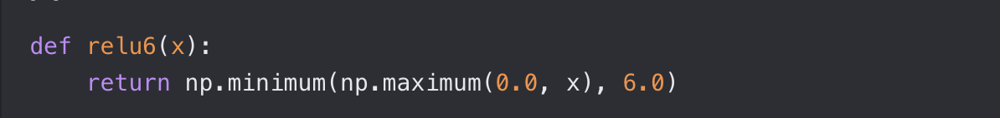 def relu6(x):
    return np.minimum(np.maximum(0.0, x), 6.0)